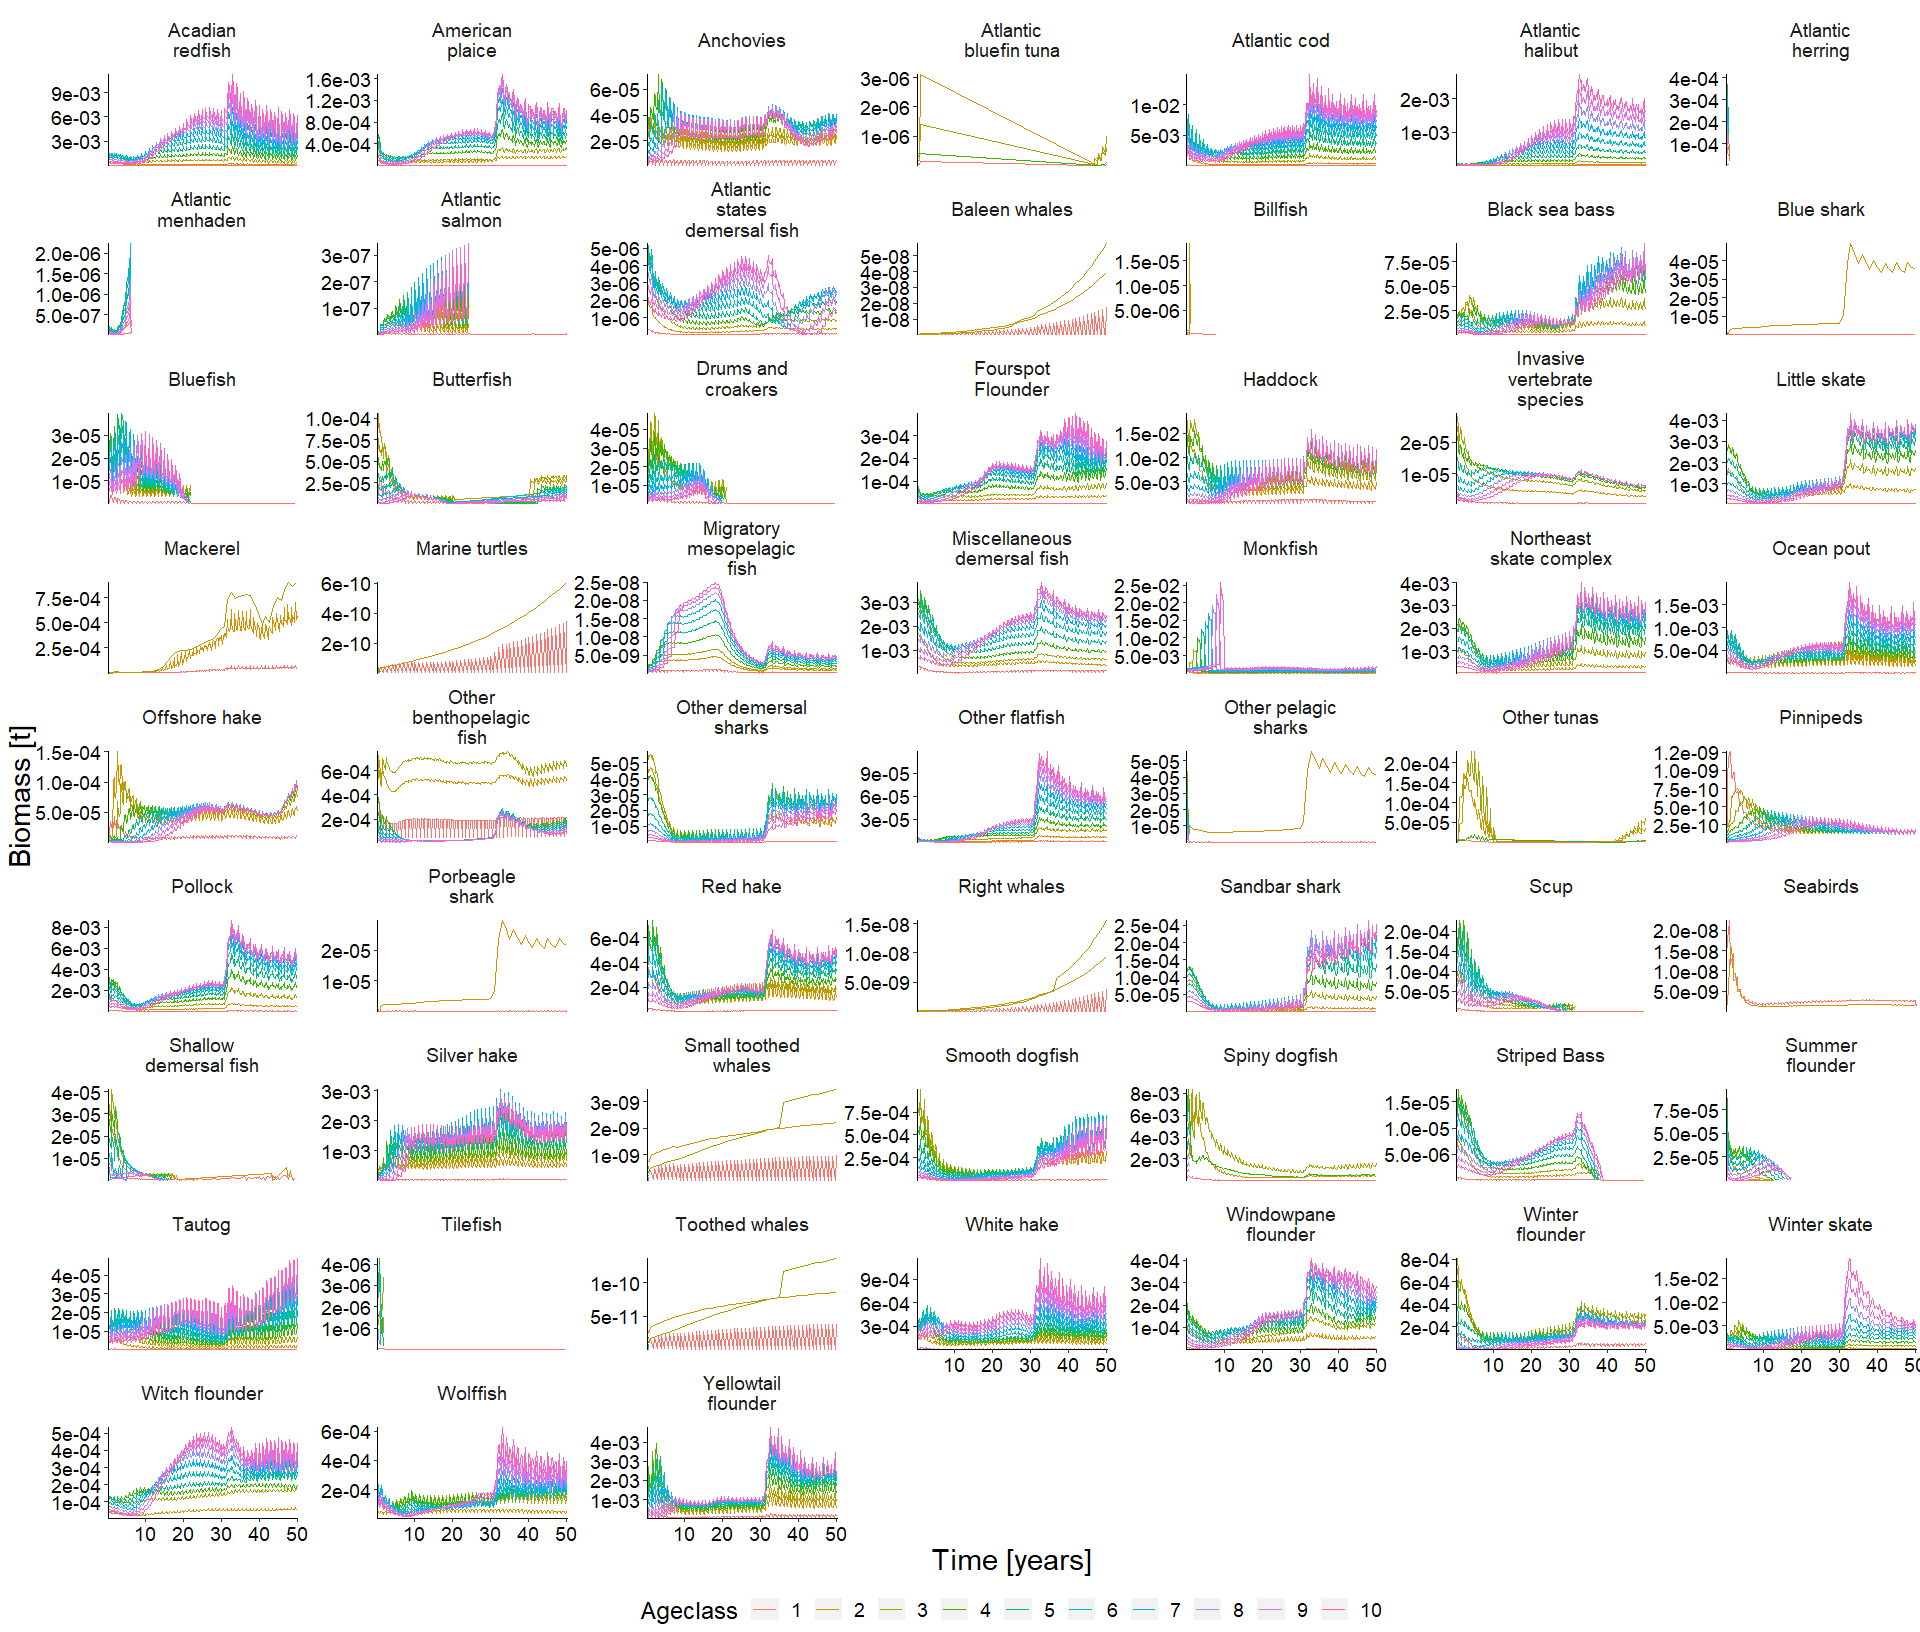 Acadian
redfish
American
plaice
Anchovies
Atlantic
bluefin tuna
Atlantic cod
Atlantic
halibut
Atlantic
herring
9e-03
6e-03
3e-03
1.6e-03
1.2e-03
8.0e-04
4.0e-04
6e-05
4e-05
2e-05
3e-06
2e-06
1e-06
1e-02
5e-03
2e-03
1e-03
4e-04
3e-04
2e-04
1e-04
Atlantic
menhaden
Atlantic
salmon
Atlantic
states
demersal fish
Baleen whales
Billfish
Black sea bass
Blue shark
2.0e-06
1.5e-06
1.0e-06
5.0e-07
3e-07
2e-07
1e-07
5e-06
4e-06
3e-06
2e-06
1e-06
5e-08
4e-08
3e-08
2e-08
1e-08
1.5e-05
1.0e-05
5.0e-06
7.5e-05
5.0e-05
2.5e-05
4e-05
3e-05
2e-05
1e-05
Bluefish
Butterfish
Drums and
croakers
Fourspot
Flounder
Haddock
Invasive
vertebrate
species
Little skate
3e-05
2e-05
1e-05
1.0e-04
7.5e-05
5.0e-05
2.5e-05
4e-05
3e-05
2e-05
1e-05
3e-04
2e-04
1e-04
1.5e-02
1.0e-02
5.0e-03
2e-05
1e-05
4e-03
3e-03
2e-03
1e-03
Mackerel
Marine turtles
Migratory
mesopelagic
fish
Miscellaneous
demersal fish
Monkfish
Northeast
skate complex
Ocean pout
7.5e-04
5.0e-04
2.5e-04
6e-10
4e-10
2e-10
2.5e-08
2.0e-08
1.5e-08
1.0e-08
5.0e-09
3e-03
2e-03
1e-03
2.5e-02
2.0e-02
1.5e-02
1.0e-02
5.0e-03
4e-03
3e-03
2e-03
1e-03
1.5e-03
1.0e-03
5.0e-04
Offshore hake
Other
benthopelagic
fish
Other demersal
sharks
Other flatfish
Other pelagic
sharks
Other tunas
Pinnipeds
1.5e-04
1.0e-04
5.0e-05
6e-04
4e-04
2e-04
5e-05
4e-05
3e-05
2e-05
1e-05
9e-05
6e-05
3e-05
5e-05
4e-05
3e-05
2e-05
1e-05
2.0e-04
1.5e-04
1.0e-04
5.0e-05
1.2e-09
1.0e-09
7.5e-10
5.0e-10
2.5e-10
Biomass [t]
Pollock
Porbeagle
shark
Red hake
Right whales
Sandbar shark
Scup
Seabirds
8e-03
6e-03
4e-03
2e-03
2e-05
1e-05
6e-04
4e-04
2e-04
1.5e-08
1.0e-08
5.0e-09
2.5e-04
2.0e-04
1.5e-04
1.0e-04
5.0e-05
2.0e-04
1.5e-04
1.0e-04
5.0e-05
2.0e-08
1.5e-08
1.0e-08
5.0e-09
Shallow
demersal fish
Silver hake
Small toothed
whales
Smooth dogfish
Spiny dogfish
Striped Bass
Summer
flounder
4e-05
3e-05
2e-05
1e-05
3e-03
2e-03
1e-03
3e-09
2e-09
1e-09
7.5e-04
5.0e-04
2.5e-04
8e-03
6e-03
4e-03
2e-03
1.5e-05
1.0e-05
5.0e-06
7.5e-05
5.0e-05
2.5e-05
Tautog
Tilefish
Toothed whales
White hake
Windowpane
flounder
Winter
flounder
Winter skate
4e-05
3e-05
2e-05
1e-05
4e-06
3e-06
2e-06
1e-06
1e-10
5e-11
9e-04
6e-04
3e-04
4e-04
3e-04
2e-04
1e-04
8e-04
6e-04
4e-04
2e-04
1.5e-02
1.0e-02
5.0e-03
10 20 30 40 50
10 20 30 40 50
10 20 30 40 50
10 20 30 40 50
Witch flounder
Wolffish
Yellowtail
flounder
5e-04
4e-04
3e-04
2e-04
1e-04
6e-04
4e-04
2e-04
4e-03
3e-03
2e-03
1e-03
10 20 30 40 50
10 20 30 40 50
10 20 30 40 50
Time [years]
Ageclass 1 2 3 4 5 6 7 8 9 10